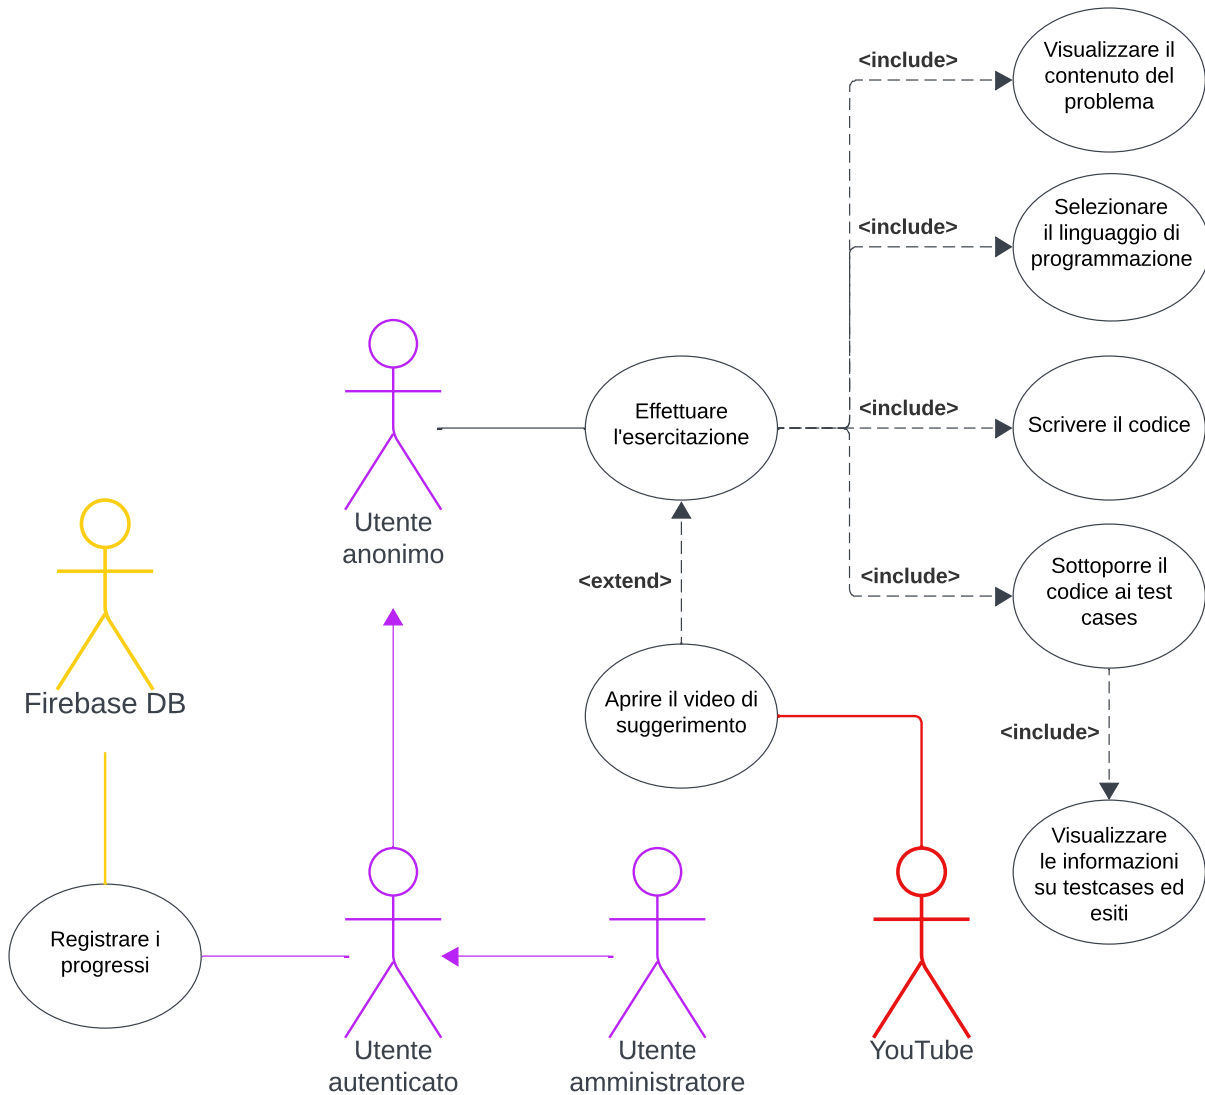 <include>
Visualizzare il
contenuto del
problema
<include>
Selezionare
il linguaggio di
programmazione
Effettuare
l'esercitazione
<include>
Scrivere il codice
Utente
anonimo
<extend>
<include>
Sottoporre il
codice ai test
cases
Firebase DB
Aprire il video di
suggerimento
<include>
Visualizzare
le informazioni
su testcases ed
esiti
Registrare i
progressi
Utente
autenticato
Utente
amministratore
YouTube